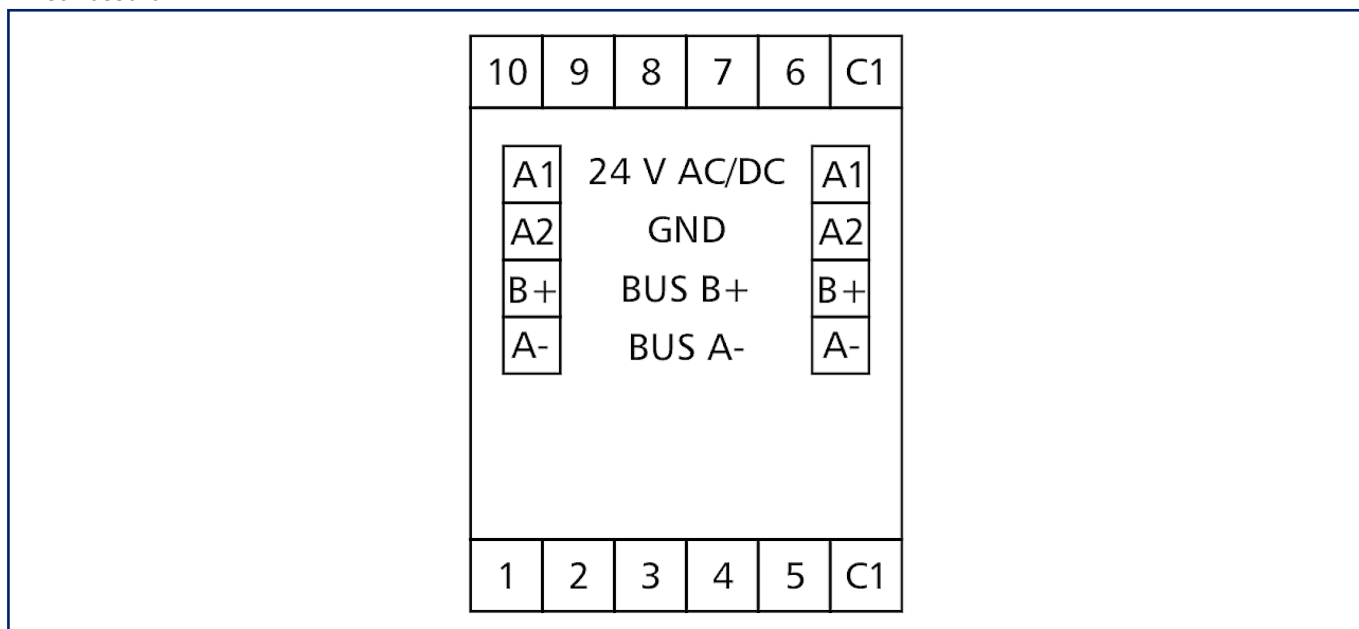 10 9 8 7 6 C1
A1 24 V AC/DC A1
A2 GND A2
B+ BUS B+ B+
A- BUS A- A-
1 2 3 4 5 C1